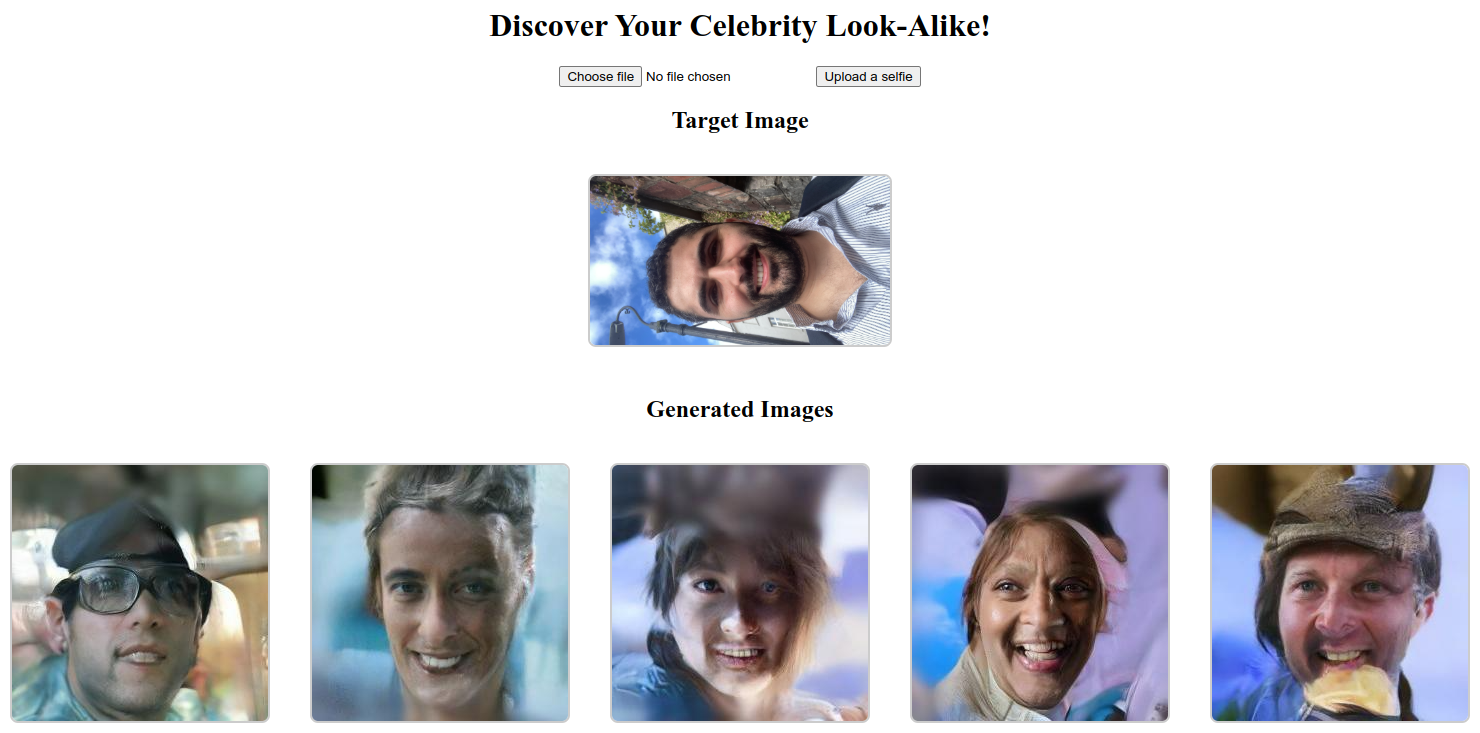 Discover Your Celebrity Look-Alike!
Choose file No file chosen Upload a selfie
Target Image
Generated Images